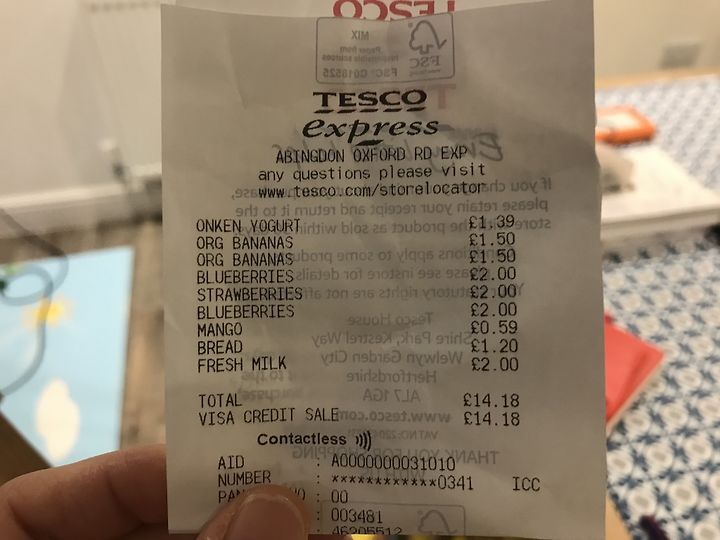 TESCO
express
ABINGDON OXFORD RD EXP
any questions please visit
www.tesco.com/storelocator
ONKEN YOGURT £1.39
ORG BANANAS £1.50
ORG BANANAS £1.50
BLUEBERRIES £2.00
STRAWBERRIES £2.00
BLUEBERRIES £2.00
MANGO £0.59
BREAD £1.20
FRESH MILK £2.00
TOTAL £14.18
VISA CREDIT SALE £14.18
Contactless
AID : A0000000031010
NUMBER : ************0341 ICC
: 00
: 003481
: 46205512